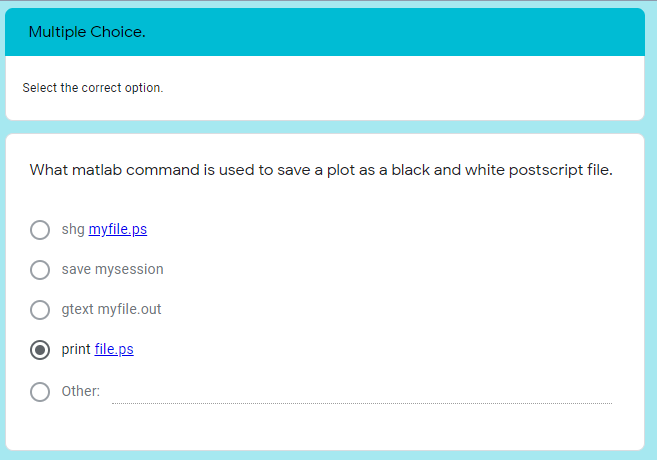 Multiple Choice.
Select the correct option.
What matlab command is used to save a plot as a black and white postscript file.
shg myfile.ps
save mysession
gtext myfile.out
print file.ps
Other: